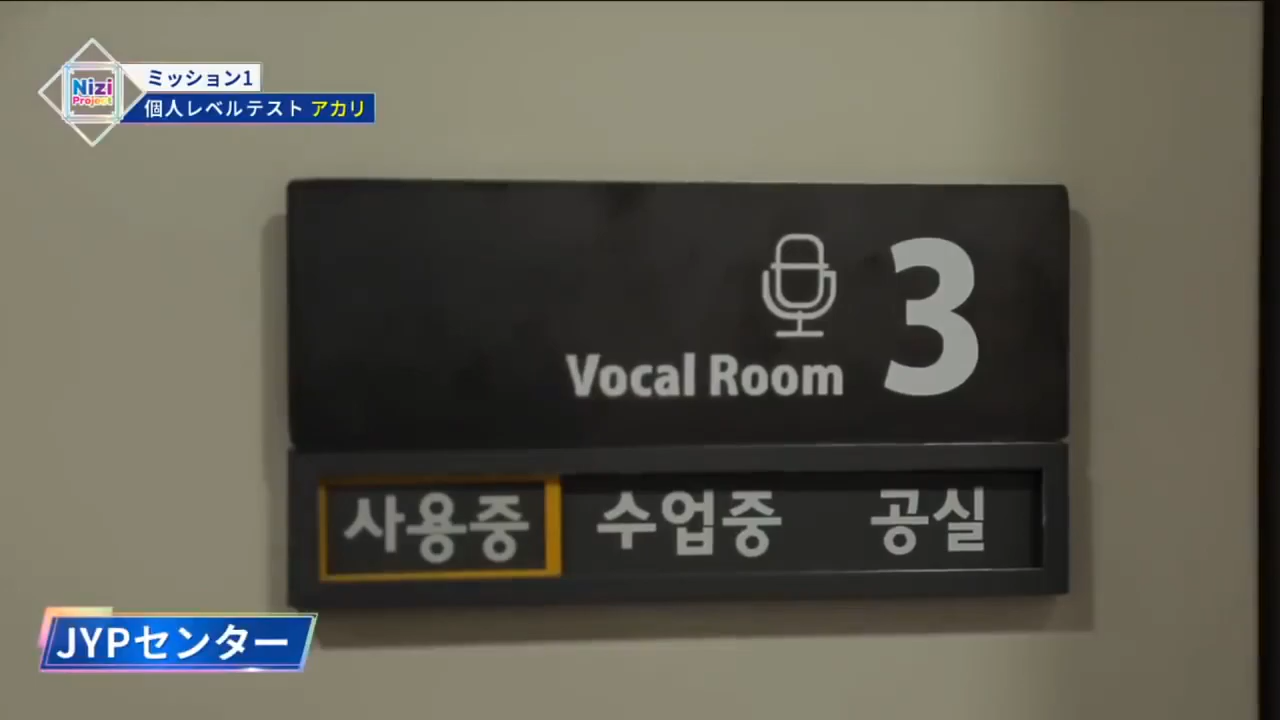 Nizi
Project
ミッション1
個人レベルテスト アカリ
3
Vocal Room
사용중 수업중 공실
JYPセンター